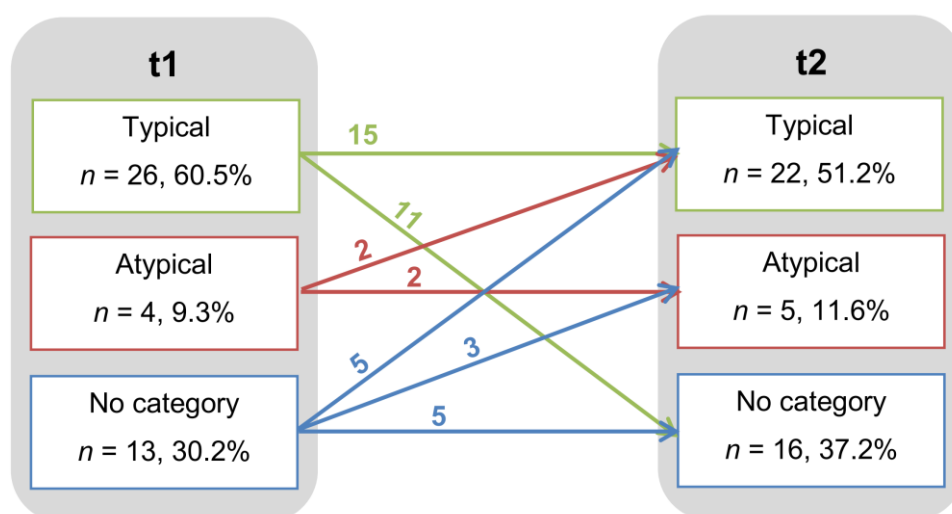 t1
Typical
n = 26, 60.5%
Atypical
n = 4, 9.3%
No category
n = 13, 30.2%
15
11
2
2
5
3
5
t2
Typical
n = 22, 51.2%
Atypical
n = 5, 11.6%
No category
n = 16, 37.2%